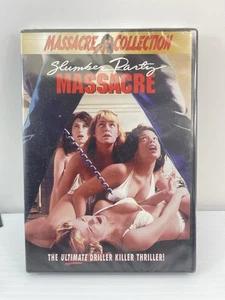 MASSACRE COLLECTION
Slumber Party
MASSACRE
THE ULTIMATE DRILLER KILLER THRILLER!